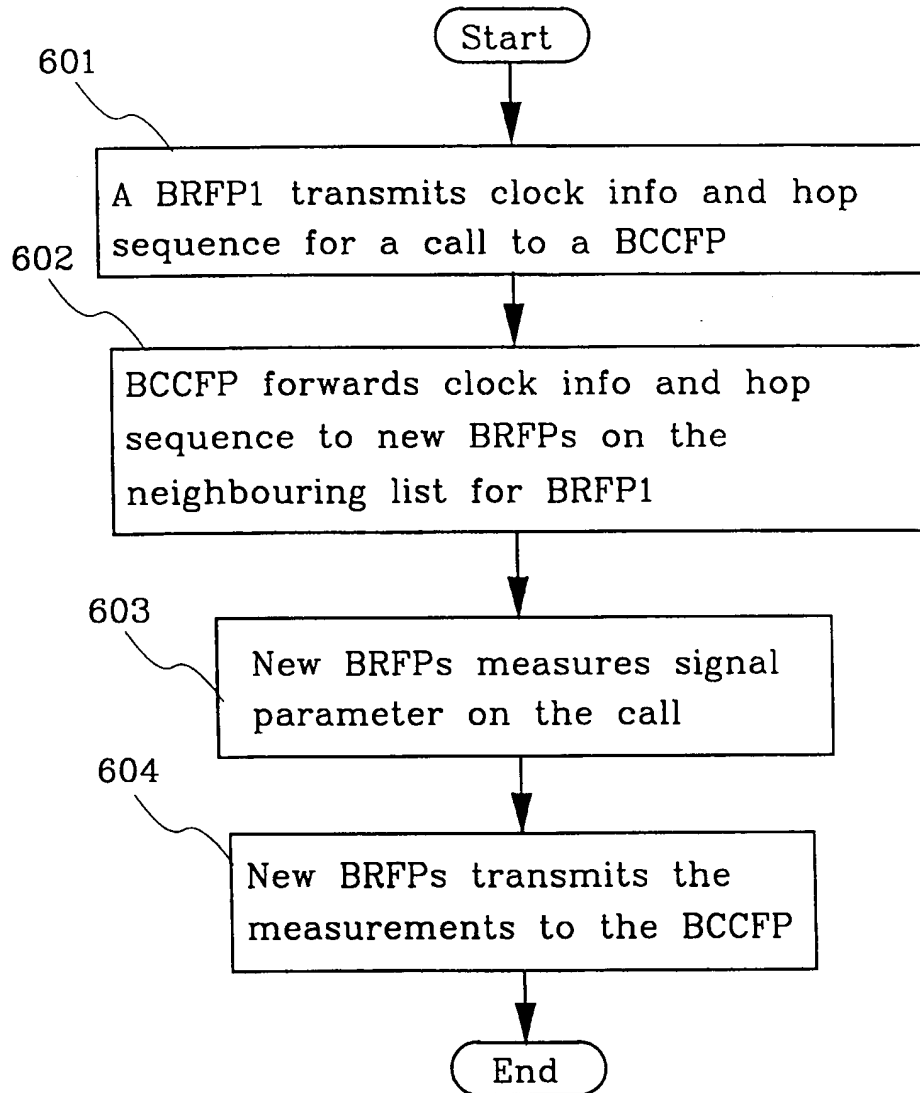 Start
601
A BRFP1 transmits clock info and hop
sequence for a call to a BCCFP
602
BCCFP forwards clock info and hop
sequence to new BRFPs on the
neighbouring list for BRFP1
603
New BRFPs measures signal
parameter on the call
604
New BRFPs transmits the
measurements to the BCCFP
End